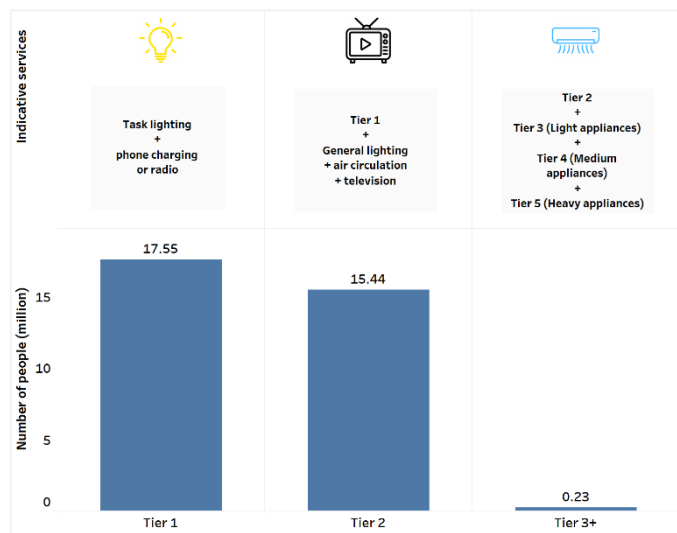 Indicative services
Task lighting
+
phone charging
or radio
Tier 1
+
General lighting
+ air circulation
+ television
Tier 2
+
Tier 3 (Light appliances)
+
Tier 4 (Medium
appliances)
+
Tier 5 (Heavy appliances)
Number of people (million)
15
10
5
0
17.55
15.44
0.23
Tier 1
Tier 2
Tier 3+